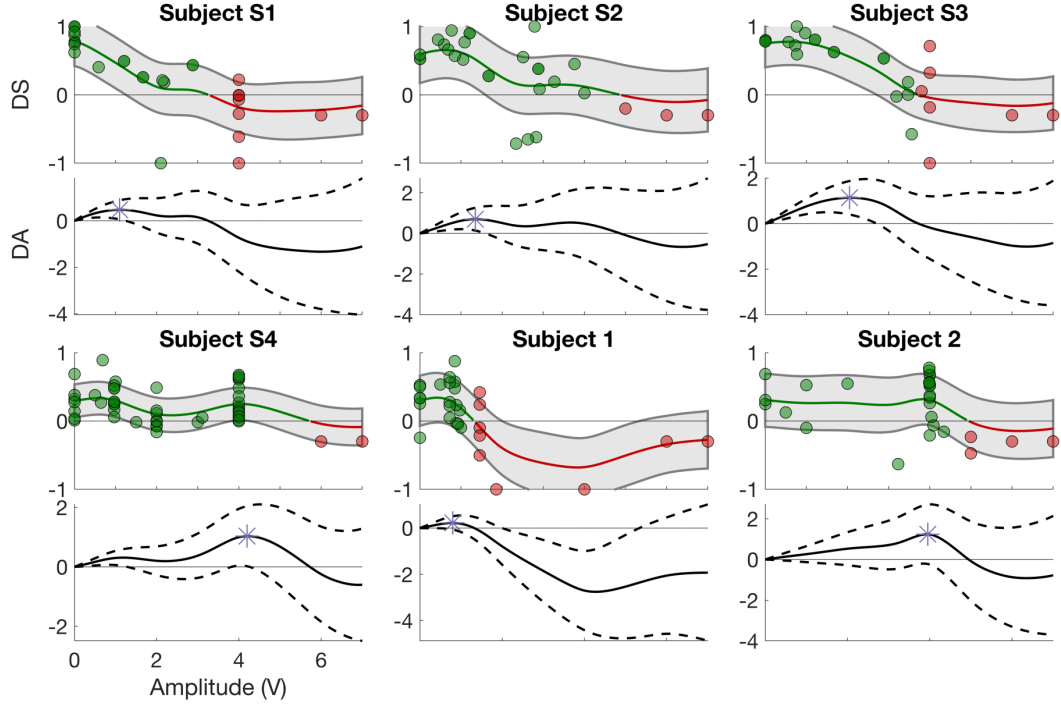 Subject S1 Subject S2 Subject S3
DS
1 0 -1
1 0 -1
1 0 -1
DA
0 -2 -4
2 0 -2 -4
2 0 -2 -4
Subject S4 Subject 1 Subject 2
1 0 -1
1 0 -1
1 0 -1
2 0 -2
0 -2 -4
2 0 -2 -4
0 2 4 6
Amplitude (V)